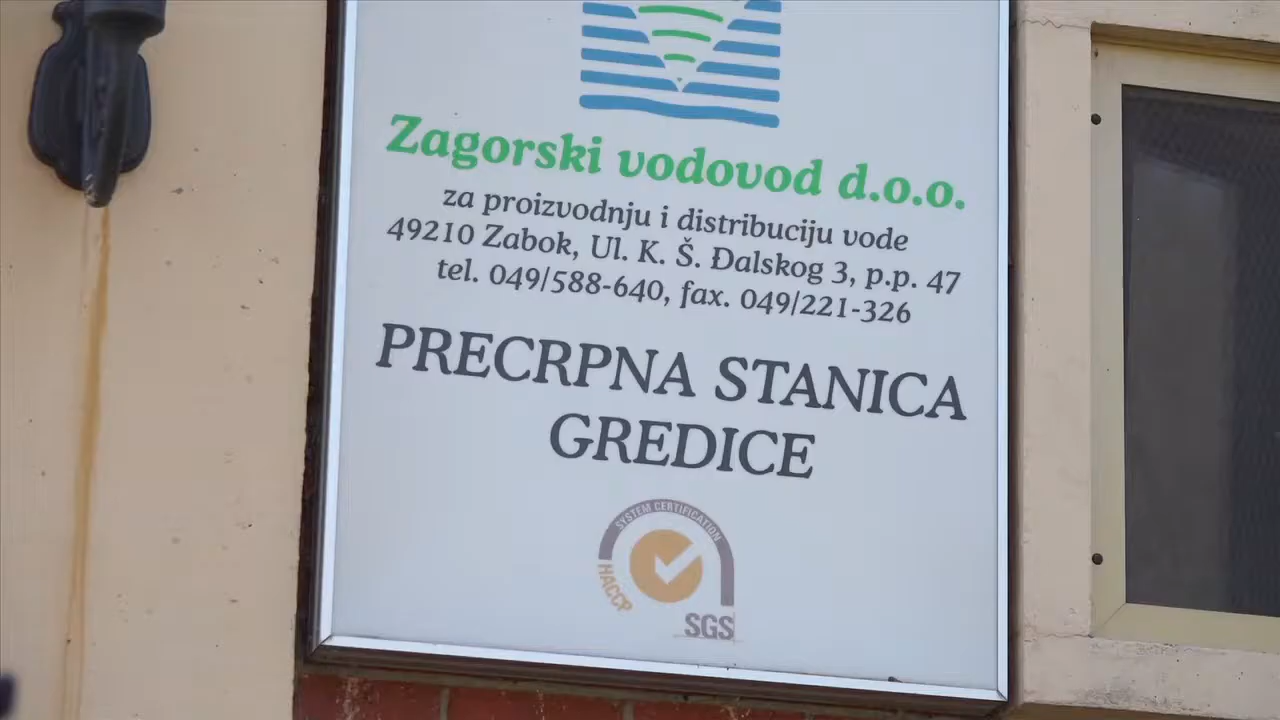 Zagorski vodovod d.o.o.
za proizvodnju i distribuciju vode
49210 Zabok, Ul. K. Š. Đalskog 3, p.p. 47
tel. 049/588-640, fax. 049/221-326
PRECRPNA STANICA
GREDICE
SYSTEM CERTIFICATION
HACCP
SGS